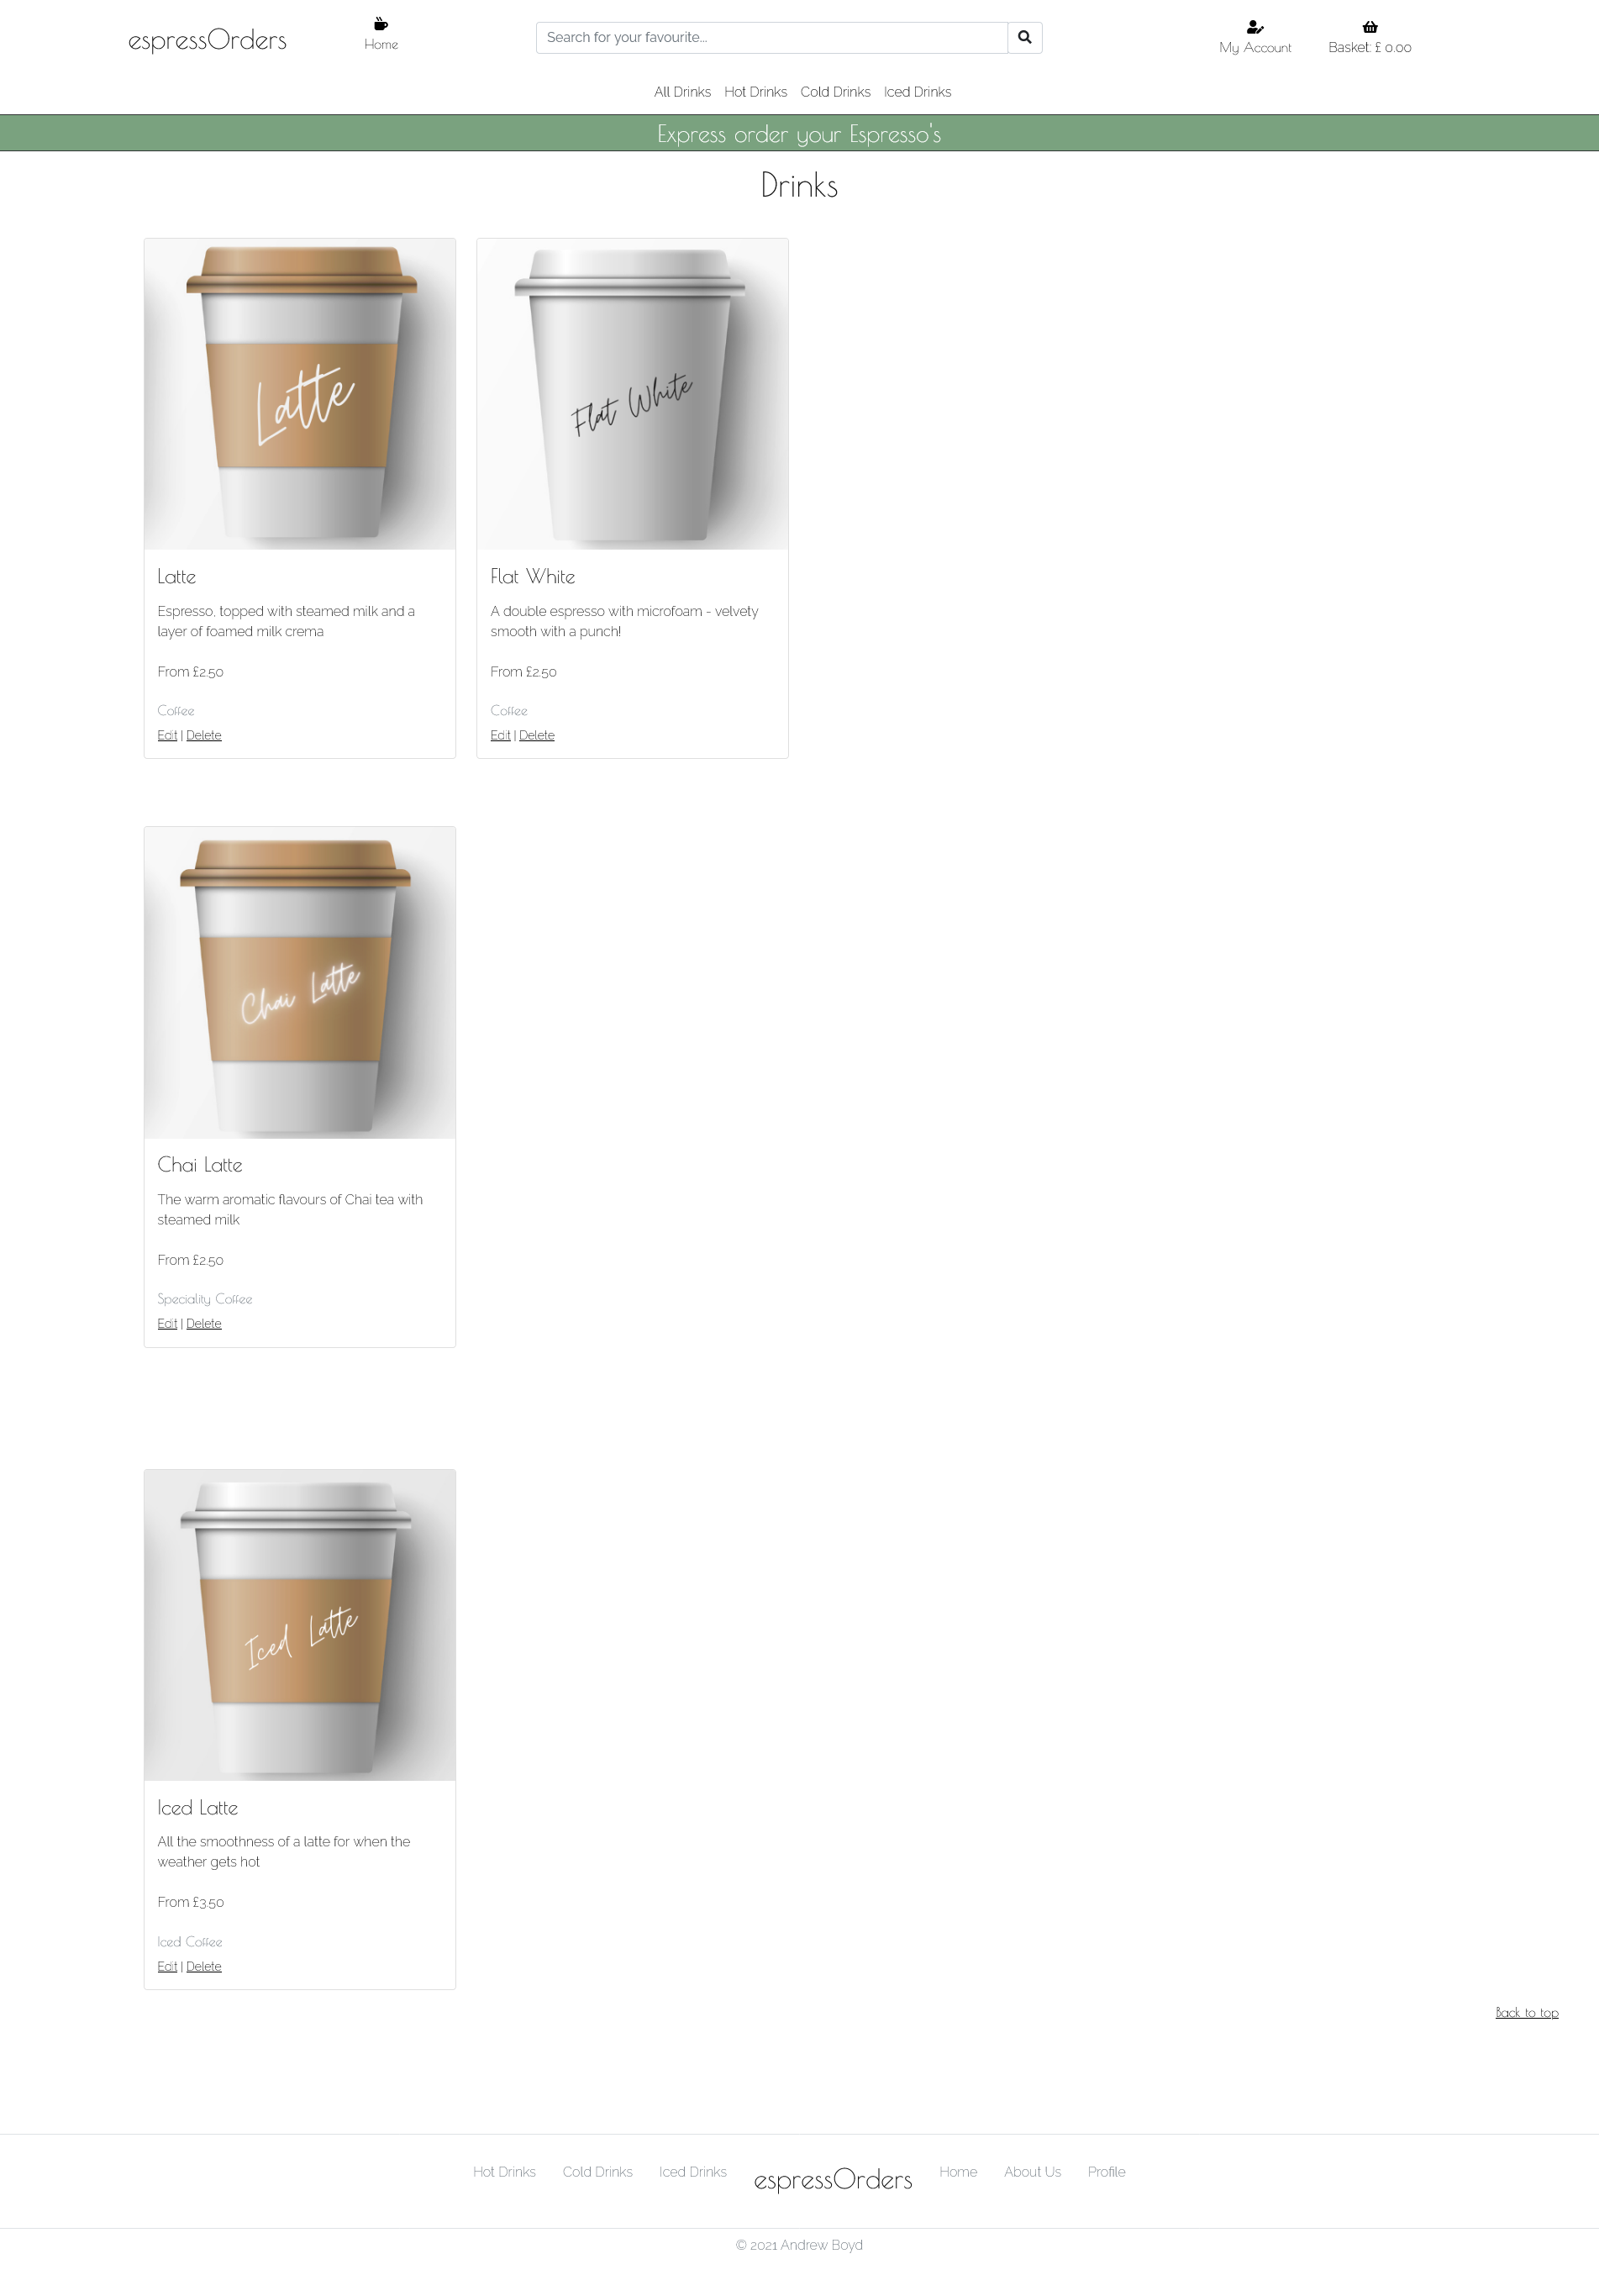 espressOrders
Home
Search for your favourite...
My Account
Basket: £ 0.00
All Drinks Hot Drinks Cold Drinks Iced Drinks
Express order your Espresso's
Drinks
Latte
Latte
Espresso, topped with steamed milk and a
layer of foamed milk crema
From £2.50
Coffee
Edit | Delete
Flat White
Flat White
A double espresso with microfoam - velvety
smooth with a punch!
From £2.50
Coffee
Edit | Delete
Chai Latte
Chai Latte
The warm aromatic flavours of Chai tea with
steamed milk
From £2.50
Speciality Coffee
Edit | Delete
Iced Latte
Iced Latte
All the smoothness of a latte for when the
weather gets hot
From £3.50
Iced Coffee
Edit | Delete
Back to top
Hot Drinks Cold Drinks Iced Drinks espressOrders Home About Us Profile
© 2021 Andrew Boyd